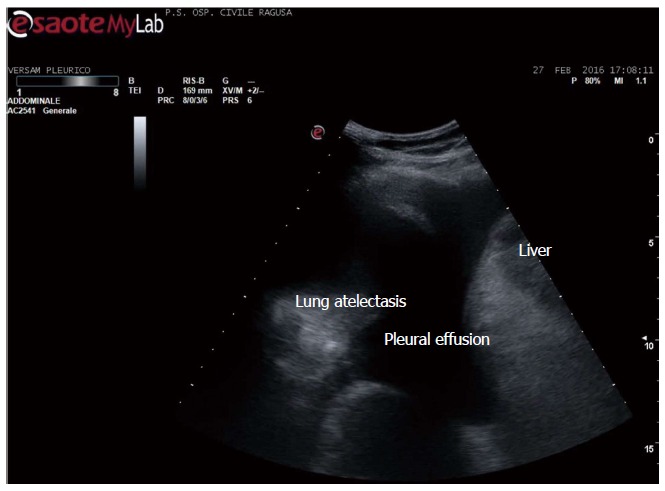 P.S. OSP. CIVILE RAGUSA
esaoteMyLab
VERSAM PLEURICO
27 FEB 2016 17:08:11
B RIS-B G —
P 80% MI 1.1
TEI D 169 mm XV/M +2/--
PRC 8/0/3/6 PRS 6
1 8
ADDOMINALE
AC2541 Generale
e
0
5
10
15
Liver
Lung atelectasis
Pleural effusion